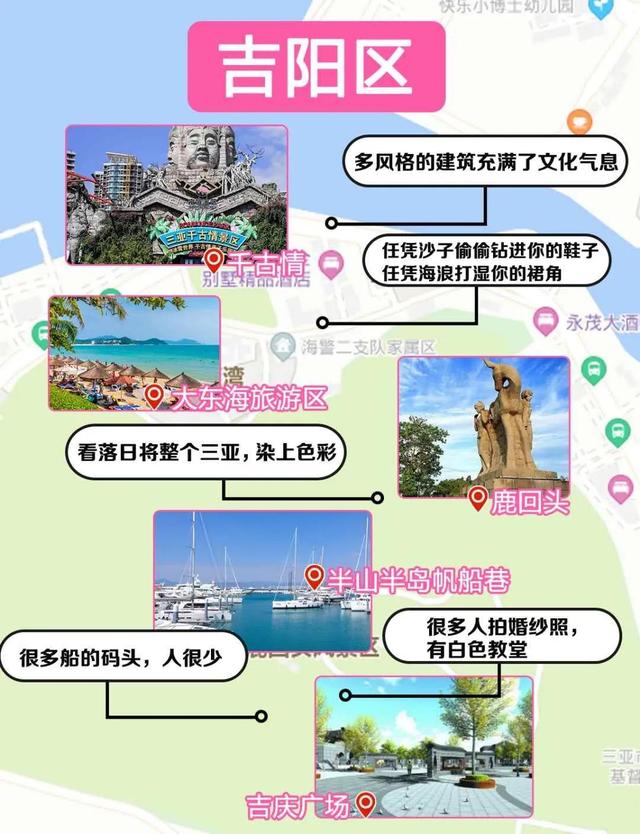 快乐小博士幼儿园
吉阳区
多风格的建筑充满了文化气息
三亚千古情景区
千古情
别墅精品酒店
任凭沙子偷偷钻进你的鞋子
任凭海浪打湿你的裙角
永茂大酒
海警二支队家属区
湾
大东海旅游区
看落日将整个三亚，染上色彩
鹿回头
半山半岛帆船巷
很多人拍婚纱照，
有白色教堂
很多船的码头，人很少
三亚市
基督
吉庆广场